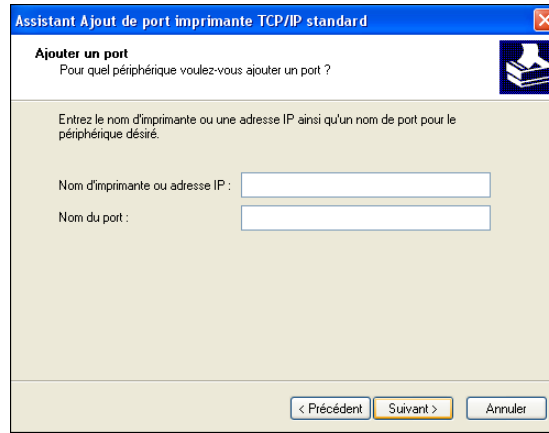 Assistant Ajout de port imprimante TCP/IP standard
Ajouter un port
Pour quel périphérique voulez-vous ajouter un port ?
Entrez le nom d'imprimante ou une adresse IP ainsi qu'un nom de port pour le
périphérique désiré.
Nom d'imprimante ou adresse IP :
Nom du port :
< Précédent Suivant > Annuler